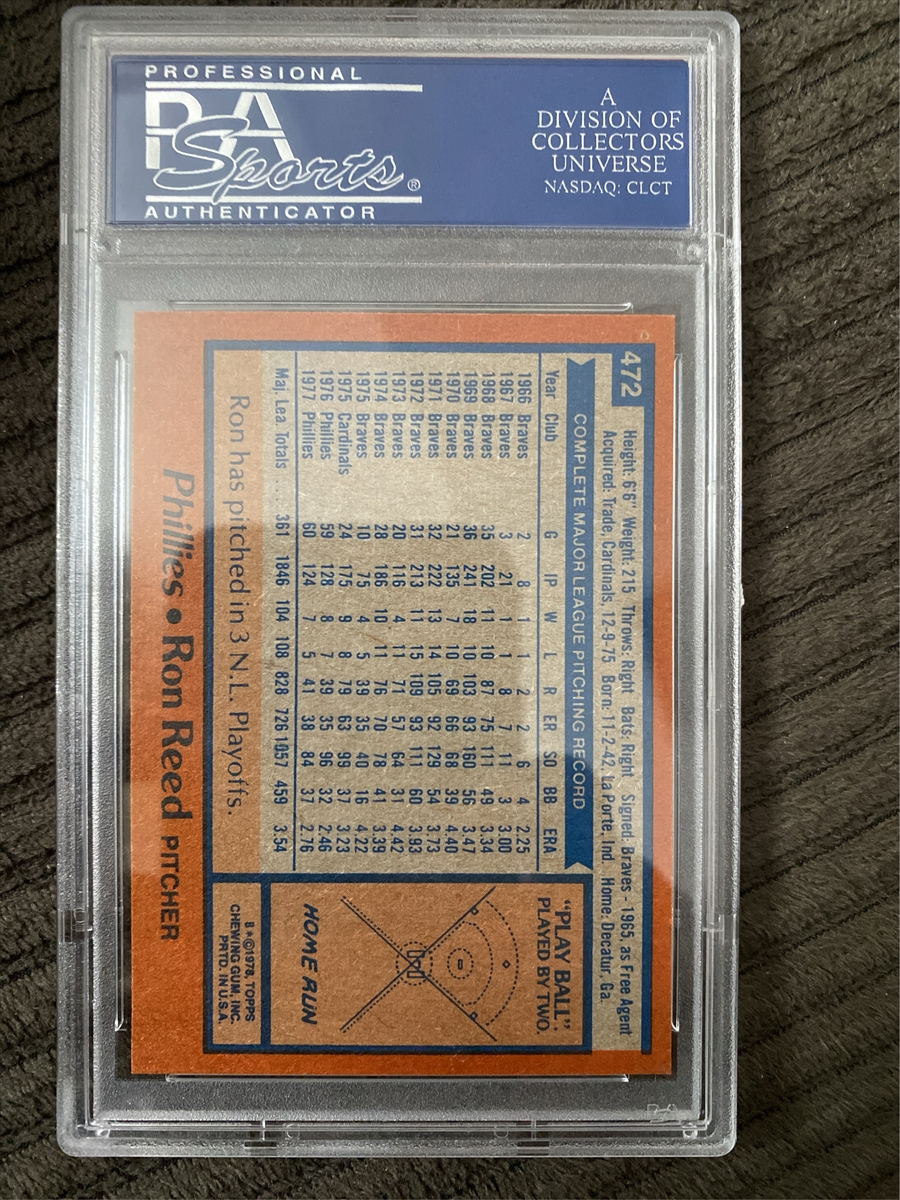 PROFESSIONAL
PSA
Sports®
AUTHENTICATOR
A
DIVISION OF
COLLECTORS
UNIVERSE
NASDAQ: CLCT
472
Height: 6'6" Weight: 215 Throws: Right Bats: Right Signed: Braves - 1965, as Free Agent
Acquired: Trade, Cardinals, 12-9-75 Born: 11-2-42, La Porte, Ind. Home: Decatur, Ga.
COMPLETE MAJOR LEAGUE PITCHING RECORD
Year Club G IP W L R ER SO BB ERA
1966 Braves 2 8 1 1 2 2 6 4 2.25
1967 Braves 3 21 1 1 8 7 11 3 3.00
1968 Braves 35 202 11 10 87 75 111 49 3.34
1969 Braves 36 241 18 10 103 93 160 56 3.47
1970 Braves 21 135 7 10 69 66 68 39 4.40
1971 Braves 32 222 13 14 105 92 129 54 3.73
1972 Braves 31 213 11 15 109 93 111 60 3.93
1973 Braves 20 116 4 11 71 57 64 31 4.42
1974 Braves 28 186 10 11 76 70 78 41 3.39
1975 Braves 10 75 4 5 39 35 40 16 4.22
1975 Cardinals 24 175 9 8 79 63 99 37 3.23
1976 Phillies 59 128 8 7 39 35 96 32 2.46
1977 Phillies 60 124 7 5 41 38 84 37 2.76
Maj. Lea. Totals . . . 361 1846 104 108 828 726 1057 459 3.54
Ron has pitched in 3 N.L. Playoffs.
Phillies • Ron Reed PITCHER
"PLAY BALL"
PLAYED BY TWO
HOME RUN
8 * ©1978, TOPPS
CHEWING GUM, INC.
PRTD. IN U.S.A.